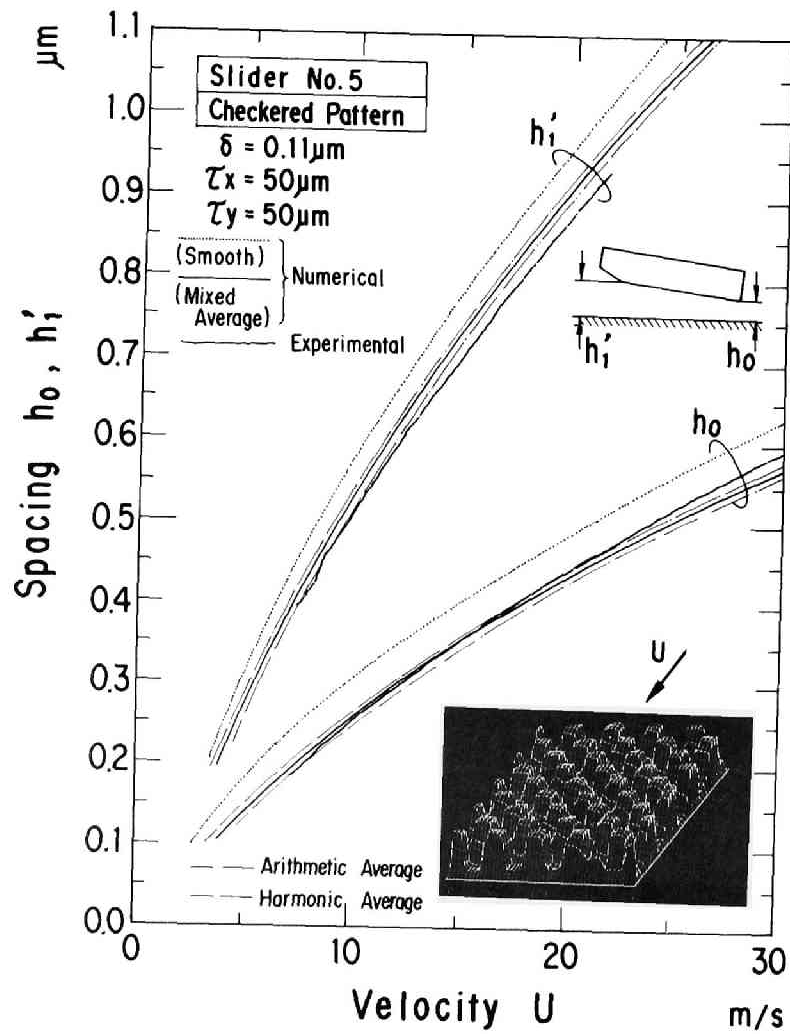 μm
1.1
1.0
0.9
0.8
0.7
0.6
0.5
0.4
0.3
0.2
0.1
0.0
Spacing h₀, h₁′
Slider No. 5
Checkered Pattern
δ = 0.11μm
τx = 50μm
τy = 50μm
(Smooth)
(Mixed
Average)
Numerical
Experimental
h₁′
h₁′
h₀
h₀
U
Arithmetic Average
Harmonic Average
0
10
20
30
Velocity U
m/s